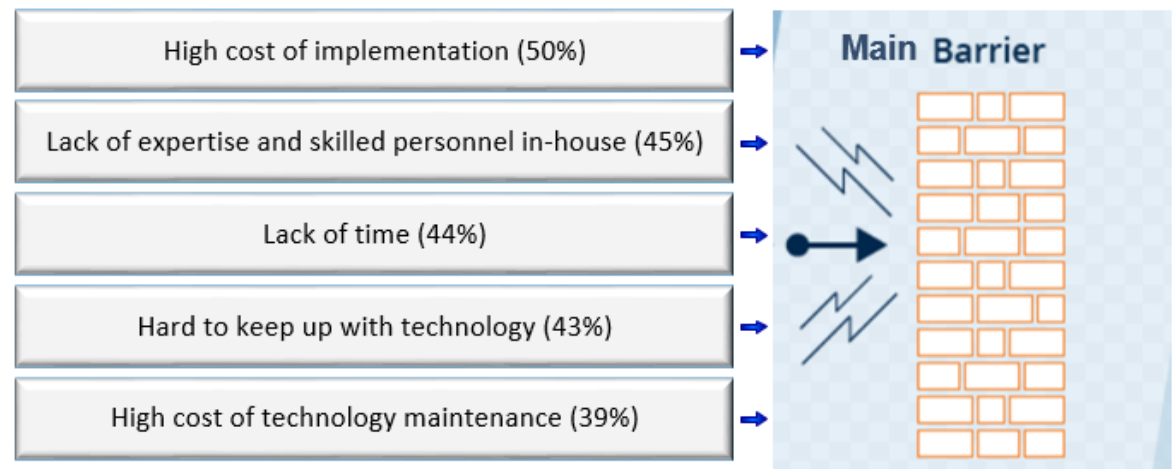 High cost of implementation (50%)
Lack of expertise and skilled personnel in-house (45%)
Lack of time (44%)
Hard to keep up with technology (43%)
High cost of technology maintenance (39%)
Main Barrier